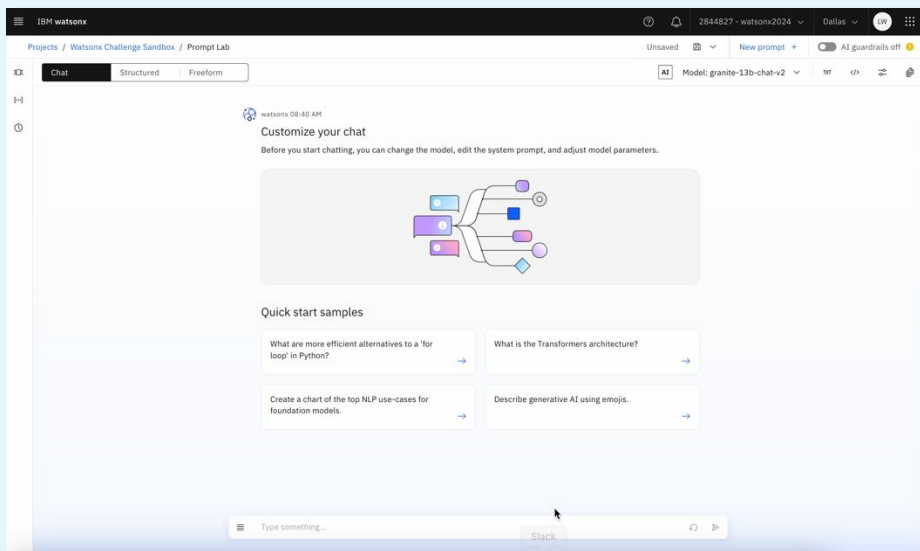 IBM watsonx
2844827 - watsonx2024
Dallas
LW
Projects / Watsonx Challenge Sandbox / Prompt Lab
Unsaved
New prompt +
AI guardrails off
Chat
Structured
Freeform
AI
Model: granite-13b-chat-v2
TXT
</>
watsonx 08:40 AM
Customize your chat
Before you start chatting, you can change the model, edit the system prompt, and adjust model parameters.
Quick start samples
What are more efficient alternatives to a 'for
loop' in Python?
What is the Transformers architecture?
Create a chart of the top NLP use-cases for
foundation models.
Describe generative AI using emojis.
Type something...
Slack